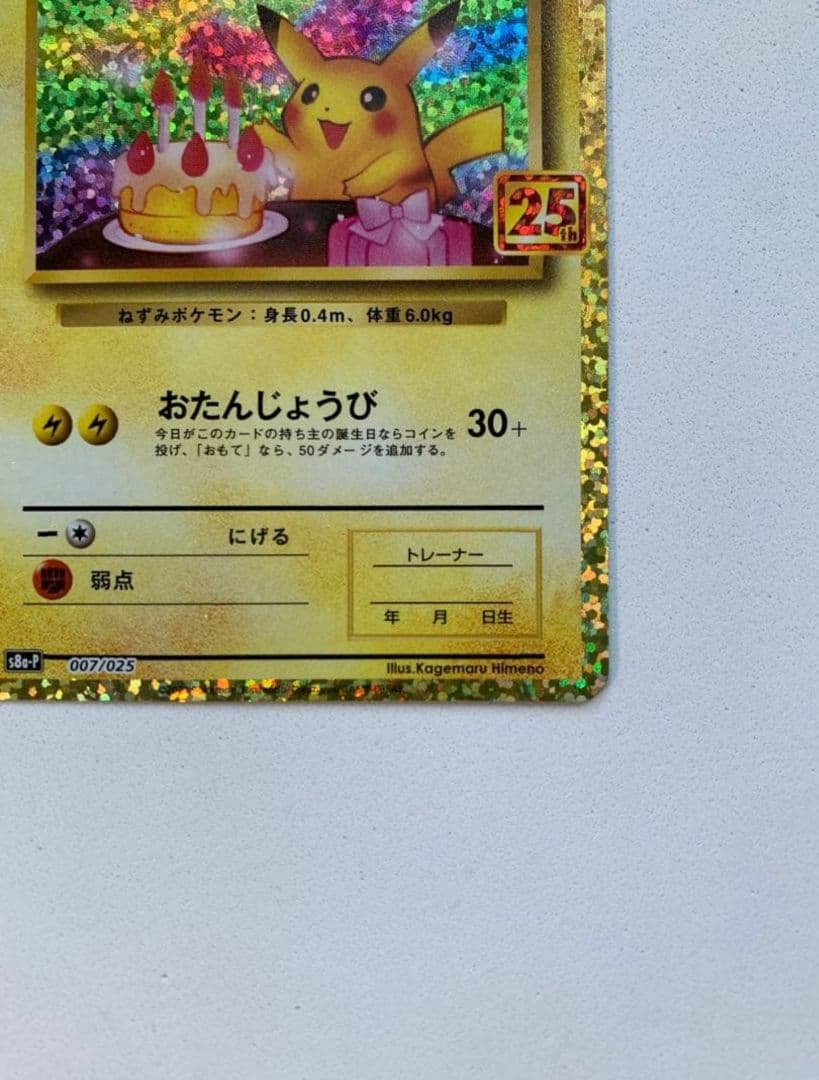 25th
ねずみポケモン：身長0.4m、体重6.0kg
おたんじょうび
30+
今日がこのカードの持ち主の誕生日ならコインを
投げ、「おもて」なら、50ダメージを追加する。
ー にげる
弱点
トレーナー
年 月 日生
s8a-P 007/025
Illus.Kagemaru Himeno